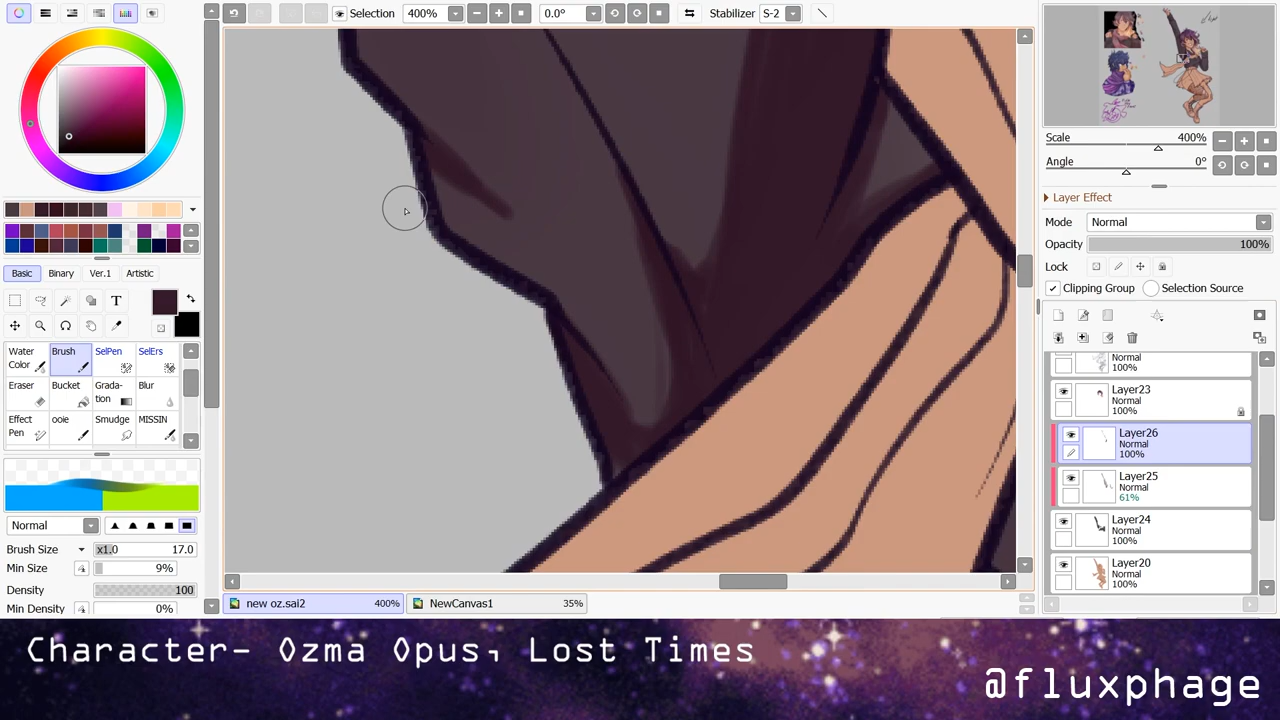 Selection 400% 0.0° Stabilizer S-2
Scale 400%
Angle 0°
Layer Effect
Mode Normal
Opacity 100%
Lock
Clipping Group Selection Source
Normal
100%
Layer23
Normal
100%
Layer26
Normal
100%
Layer25
Normal
61%
Layer24
Normal
100%
Layer20
Normal
100%
Basic Binary Ver.1 Artistic
T
Water Color Brush SelPen SelErs
Eraser Bucket Grada- tion Blur
Effect Pen ooie Smudge MISSIN
Normal
Brush Size x1.0 17.0
Min Size 9%
Density 100
Min Density 0%
new oz.sai2 400% NewCanvas1 35%
Character- Ozma Opus, Lost Times
@fluxphage